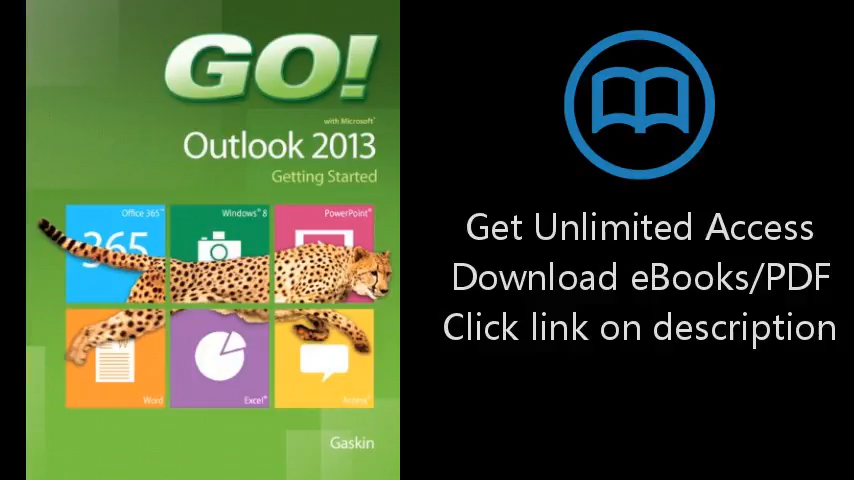 GO!
with Microsoft®
Outlook 2013
Getting Started
Office 365™
Windows® 8
PowerPoint®
365
Word
Excel®
Access®
Gaskin
Get Unlimited Access
Download eBooks/PDF
Click link on description